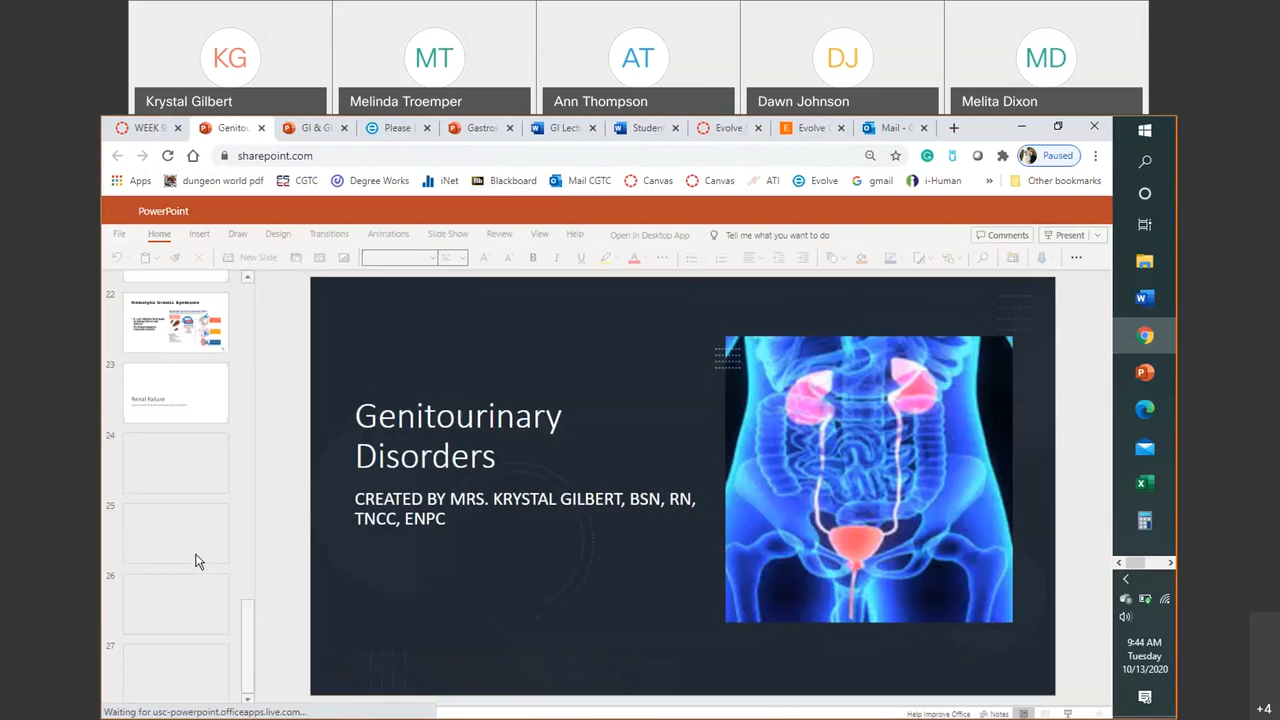 KG
MT
AT
DJ
MD
Krystal Gilbert
Melinda Troemper
Ann Thompson
Dawn Johnson
Melita Dixon
WEEK 9
Genitou
GI & GU
Please l
Gastro
GI Lectu
Student
Evolve
Evolve
Mail - G
sharepoint.com
Paused
Apps
dungeon world pdf
CGTC
Degree Works
iNet
Bb Blackboard
Mail CGTC
Canvas
Canvas
ATI
Evolve
gmail
i-Human
»
Other bookmarks
PowerPoint
File
Home
Insert
Draw
Design
Transitions
Animations
Slide Show
Review
View
Help
Open In Desktop App
Tell me what you want to do
Comments
Present
New Slide
12
B
I
U
22
Hemolytic Uremic Syndrome
23
Renal Failure
24
25
26
27
Genitourinary
Disorders
CREATED BY MRS. KRYSTAL GILBERT, BSN, RN,
TNCC, ENPC
9:44 AM
Tuesday
10/13/2020
Waiting for usc-powerpoint.officeapps.live.com...
Help Improve Office
Notes
+4